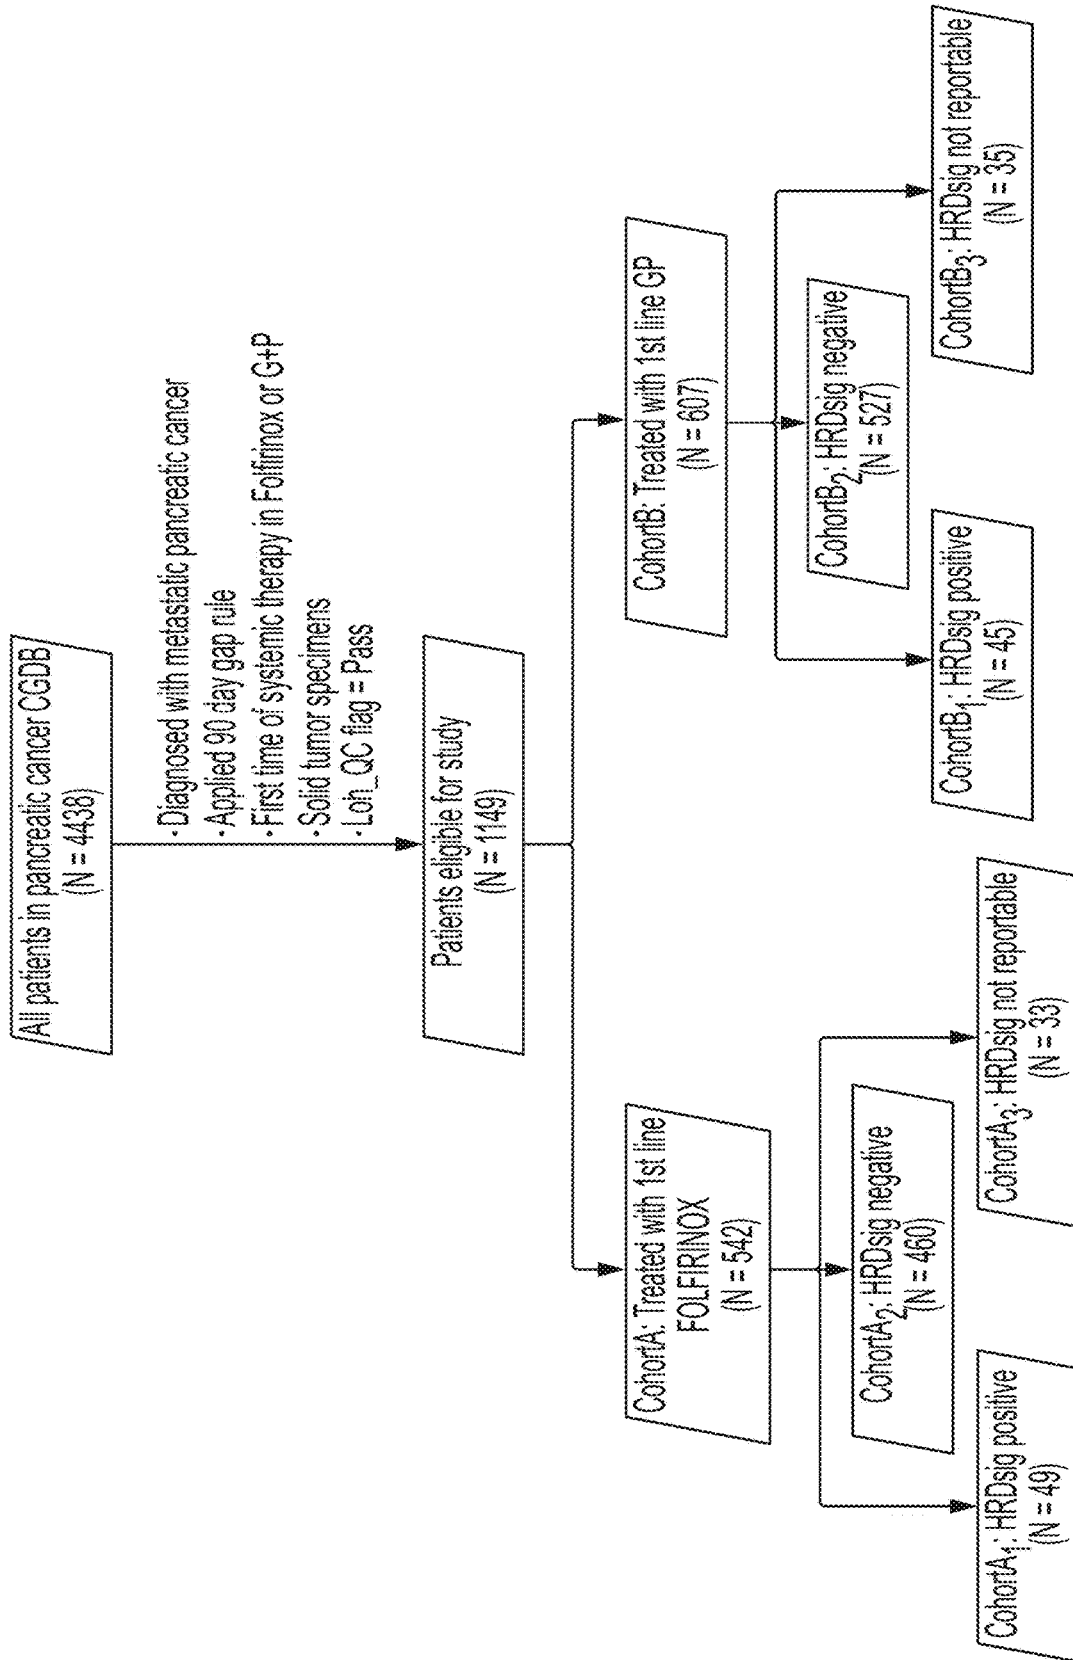 All patients in pancreatic cancer CGDB
(N = 4438)
· Diagnosed with metastatic pancreatic cancer
· Applied 90 day gap rule
· First time of systemic therapy in Folfirinox or G+P
· Solid tumor specimens
· Loh_QC flag = Pass
Patients eligible for study
(N = 1149)
CohortA: Treated with 1st line
FOLFIRINOX
(N = 542)
CohortB: Treated with 1st line GP
(N = 607)
CohortA1: HRDsig positive
(N = 49)
CohortA2: HRDsig negative
(N = 460)
CohortA3: HRDsig not reportable
(N = 33)
CohortB1: HRDsig positive
(N = 45)
CohortB2: HRDsig negative
(N = 527)
CohortB3: HRDsig not reportable
(N = 35)